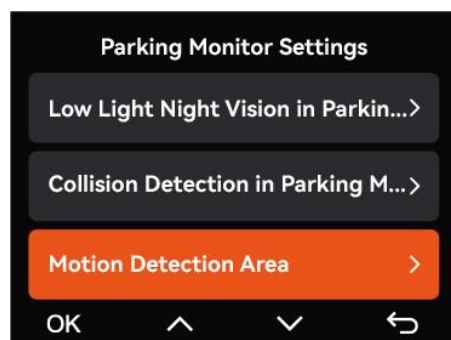 Parking Monitor Settings
Low Light Night Vision in Parkin...
Collision Detection in Parking M...
Motion Detection Area
OK